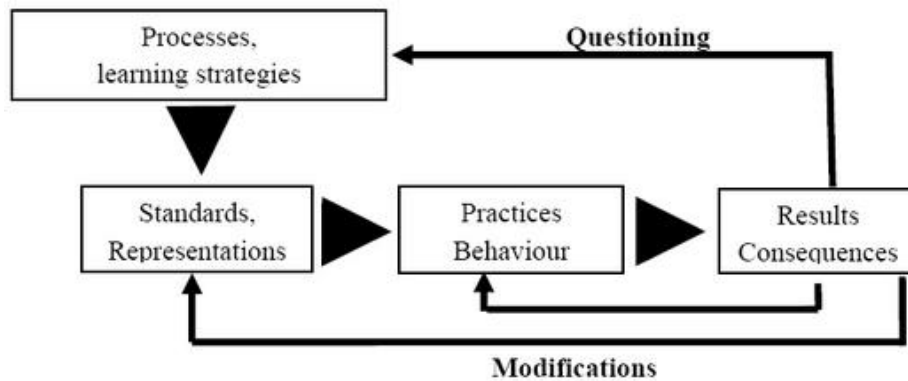 Processes,
learning strategies
Questioning
Standards,
Representations
Practices
Behaviour
Results
Consequences
Modifications